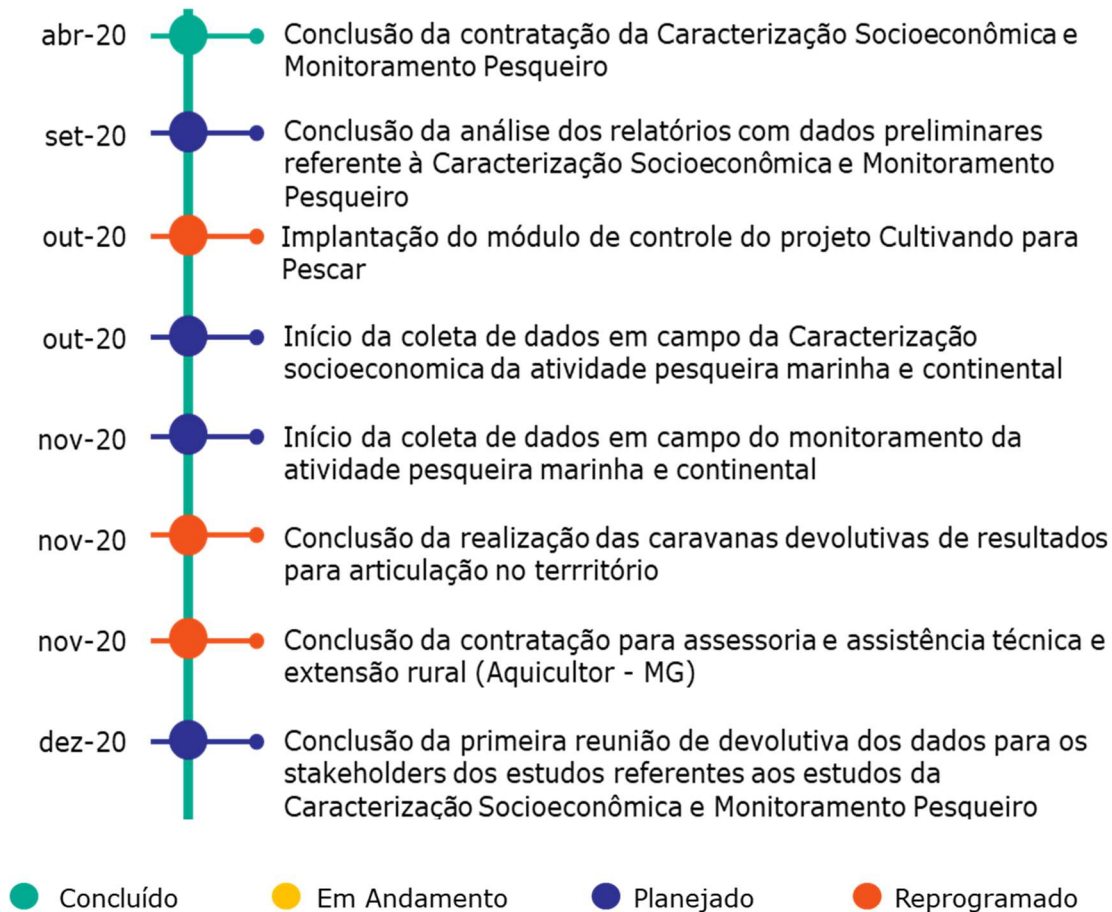 abr-20
Conclusão da contratação da Caracterização Socioeconômica e
Monitoramento Pesqueiro
set-20
Conclusão da análise dos relatórios com dados preliminares
referente à Caracterização Socioeconômica e Monitoramento
Pesqueiro
out-20
Implantação do módulo de controle do projeto Cultivando para
Pescar
out-20
Início da coleta de dados em campo da Caracterização
socioeconomica da atividade pesqueira marinha e continental
nov-20
Início da coleta de dados em campo do monitoramento da
atividade pesqueira marinha e continental
nov-20
Conclusão da realização das caravanas devolutivas de resultados
para articulação no terrritório
nov-20
Conclusão da contratação para assessoria e assistência técnica e
extensão rural (Aquicultor - MG)
dez-20
Conclusão da primeira reunião de devolutiva dos dados para os
stakeholders dos estudos referentes aos estudos da
Caracterização Socioeconômica e Monitoramento Pesqueiro
Concluído
Em Andamento
Planejado
Reprogramado